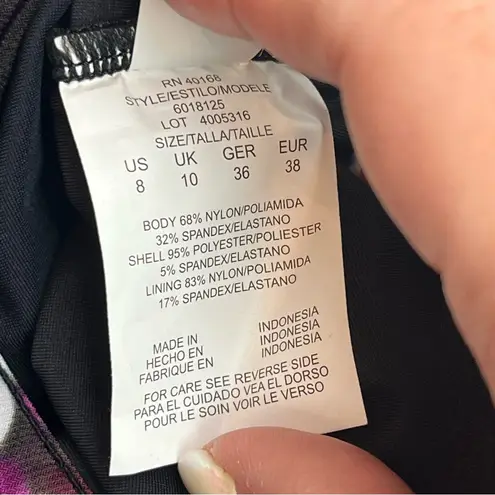 RN 40168
STYLE/ESTILO/MODELE
6018125
LOT 4005316
SIZE/TALLA/TAILLE
US UK GER EUR
8 10 36 38
BODY 68% NYLON/POLIAMIDA
32% SPANDEX/ELASTANO
SHELL 95% POLYESTER/POLIESTER
5% SPANDEX/ELASTANO
LINING 83% NYLON/POLIAMIDA
17% SPANDEX/ELASTANO
MADE IN INDONESIA
HECHO EN INDONESIA
FABRIQUE EN INDONESIA
FOR CARE SEE REVERSE SIDE
PARA EL CUIDADO VEA EL DORSO
POUR LE SOIN VOIR LE VERSO